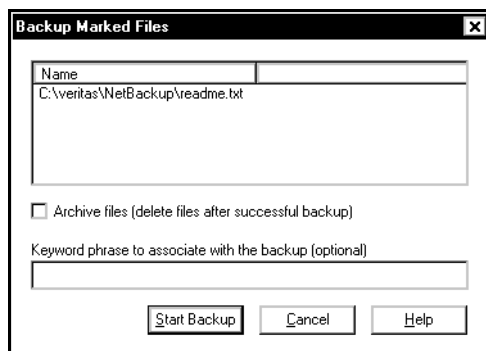 Backup Marked Files
Name
C:\veritas\NetBackup\readme.txt
Archive files (delete files after successful backup)
Keyword phrase to associate with the backup (optional)
Start Backup Cancel Help